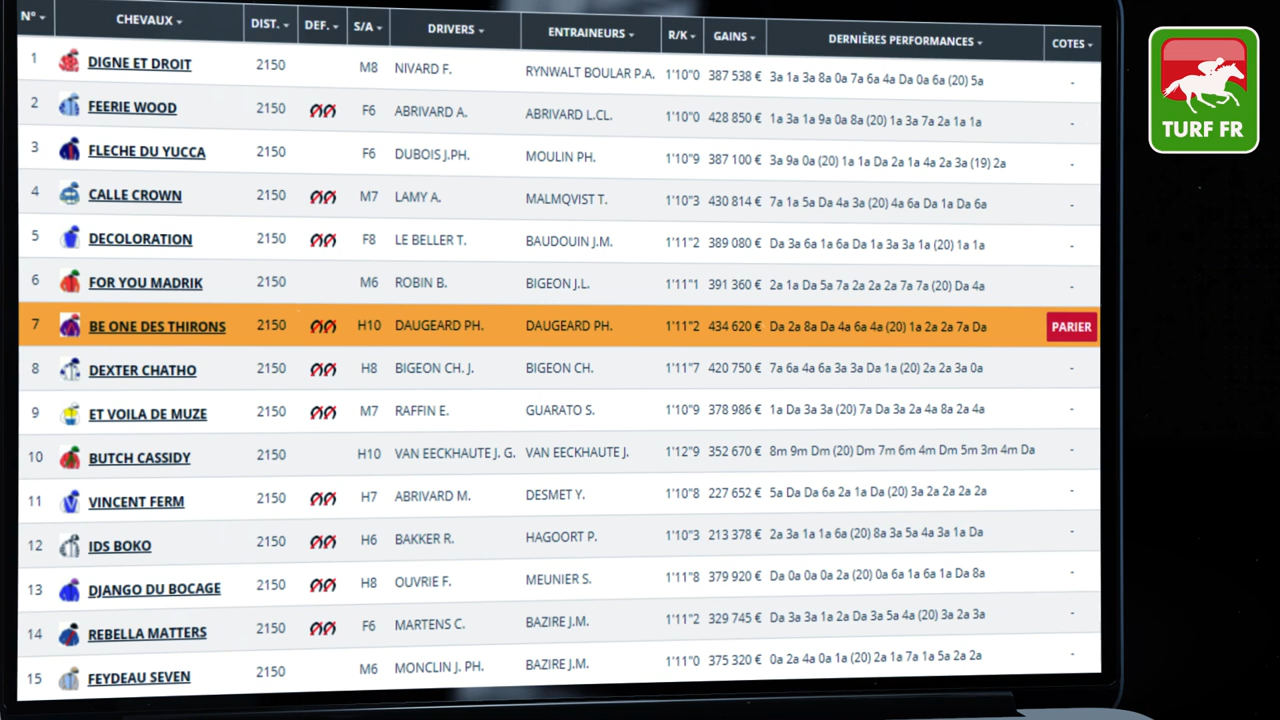 N° CHEVAUX DIST. DEF. S/A DRIVERS ENTRAINEURS R/K GAINS DERNIÈRES PERFORMANCES COTES
1 DIGNE ET DROIT 2150 M8 NIVARD F. RYNWALT BOULAR P.A. 1'10"0 387 538 € 3a 1a 3a 8a 0a 7a 6a 4a Da 0a 6a (20) 5a -
2 FEERIE WOOD 2150 F6 ABRIVARD A. ABRIVARD L.CL. 1'10"0 428 850 € 1a 3a 1a 9a 0a 8a (20) 1a 3a 7a 2a 1a 1a -
3 FLECHE DU YUCCA 2150 F6 DUBOIS J.PH. MOULIN PH. 1'10"9 387 100 € 3a 9a 0a (20) 1a 1a Da 2a 1a 4a 2a 3a (19) 2a -
4 CALLE CROWN 2150 M7 LAMY A. MALMQVIST T. 1'10"3 430 814 € 7a 1a 5a Da 4a 3a (20) 4a 6a Da 1a Da 6a -
5 DECOLORATION 2150 F8 LE BELLER T. BAUDOUIN J.M. 1'11"2 389 080 € Da 3a 6a 1a 6a Da 1a 3a 3a 1a (20) 1a 1a -
6 FOR YOU MADRIK 2150 M6 ROBIN B. BIGEON J.L. 1'11"1 391 360 € 2a 1a Da 5a 7a 2a 2a 2a 7a 7a (20) Da 4a -
7 BE ONE DES THIRONS 2150 H10 DAUGEARD PH. DAUGEARD PH. 1'11"2 434 620 € Da 2a 8a Da 4a 6a 4a (20) 1a 2a 2a 7a Da PARIER
8 DEXTER CHATHO 2150 H8 BIGEON CH. J. BIGEON CH. 1'11"7 420 750 € 7a 6a 4a 6a 3a 3a Da 1a (20) 2a 2a 3a 0a -
9 ET VOILA DE MUZE 2150 M7 RAFFIN E. GUARATO S. 1'10"9 378 986 € 1a Da 3a 3a (20) 7a Da 3a 2a 4a 8a 2a 4a -
10 BUTCH CASSIDY 2150 H10 VAN EECKHAUTE J. G. VAN EECKHAUTE J. 1'12"9 352 670 € 8m 9m Dm (20) Dm 7m 6m 4m Dm 5m 3m 4m Da -
11 VINCENT FERM 2150 H7 ABRIVARD M. DESMET Y. 1'10"8 227 652 € 5a Da Da 6a 2a 1a Da (20) 3a 2a 2a 2a 2a -
12 IDS BOKO 2150 H6 BAKKER R. HAGOORT P. 1'10"3 213 378 € 2a 3a 1a 1a 6a (20) 8a 3a 5a 4a 3a 1a Da -
13 DJANGO DU BOCAGE 2150 H8 OUVRIE F. MEUNIER S. 1'11"8 379 920 € Da 0a 0a 0a 2a (20) 0a 6a 1a 6a 1a Da 8a -
14 REBELLA MATTERS 2150 F6 MARTENS C. BAZIRE J.M. 1'11"2 329 745 € Da 3a 3a 1a 2a Da 3a 5a 4a (20) 3a 2a 3a -
15 FEYDEAU SEVEN 2150 M6 MONCLIN J. PH. BAZIRE J.M. 1'11"0 375 320 € 0a 2a 4a 0a 1a (20) 2a 1a 7a 1a 5a 2a 2a -
TURF FR